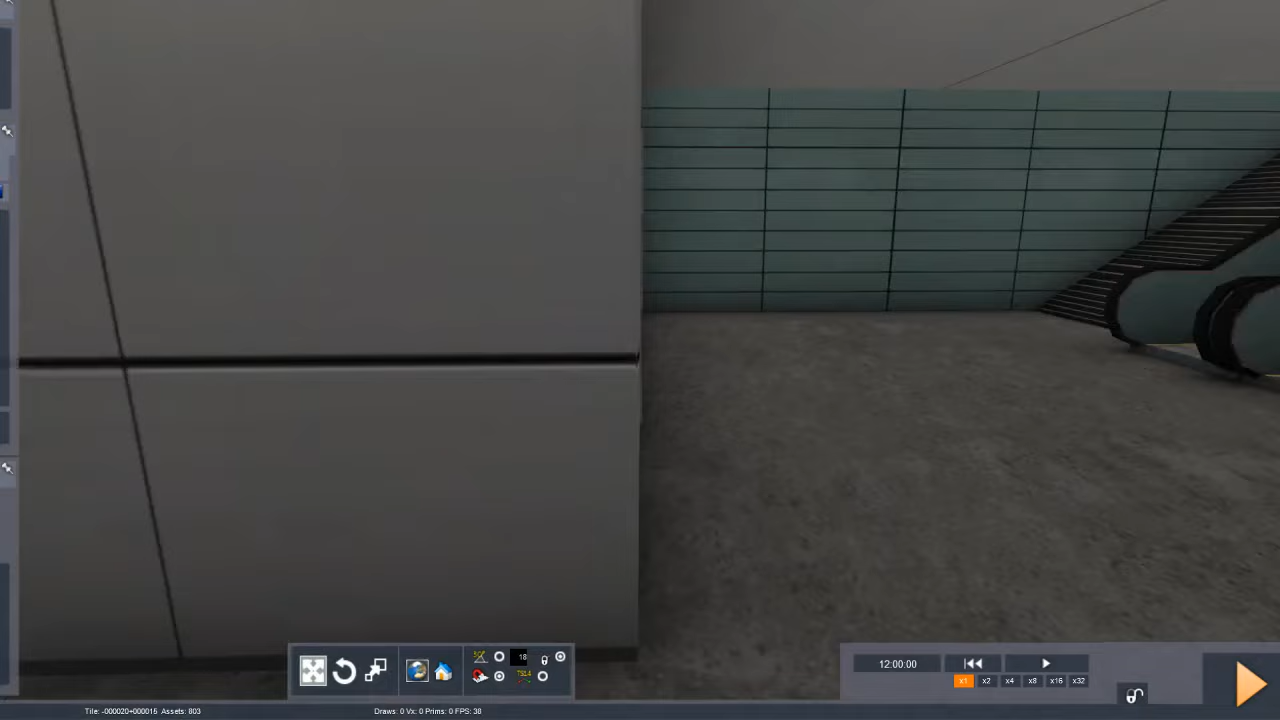 18
12:00:00
x1 x2 x4 x8 x16 x32
Tile: -000020+000015 Assets: 803
Draws: 0 Vx: 0 Prims: 0 FPS: 38